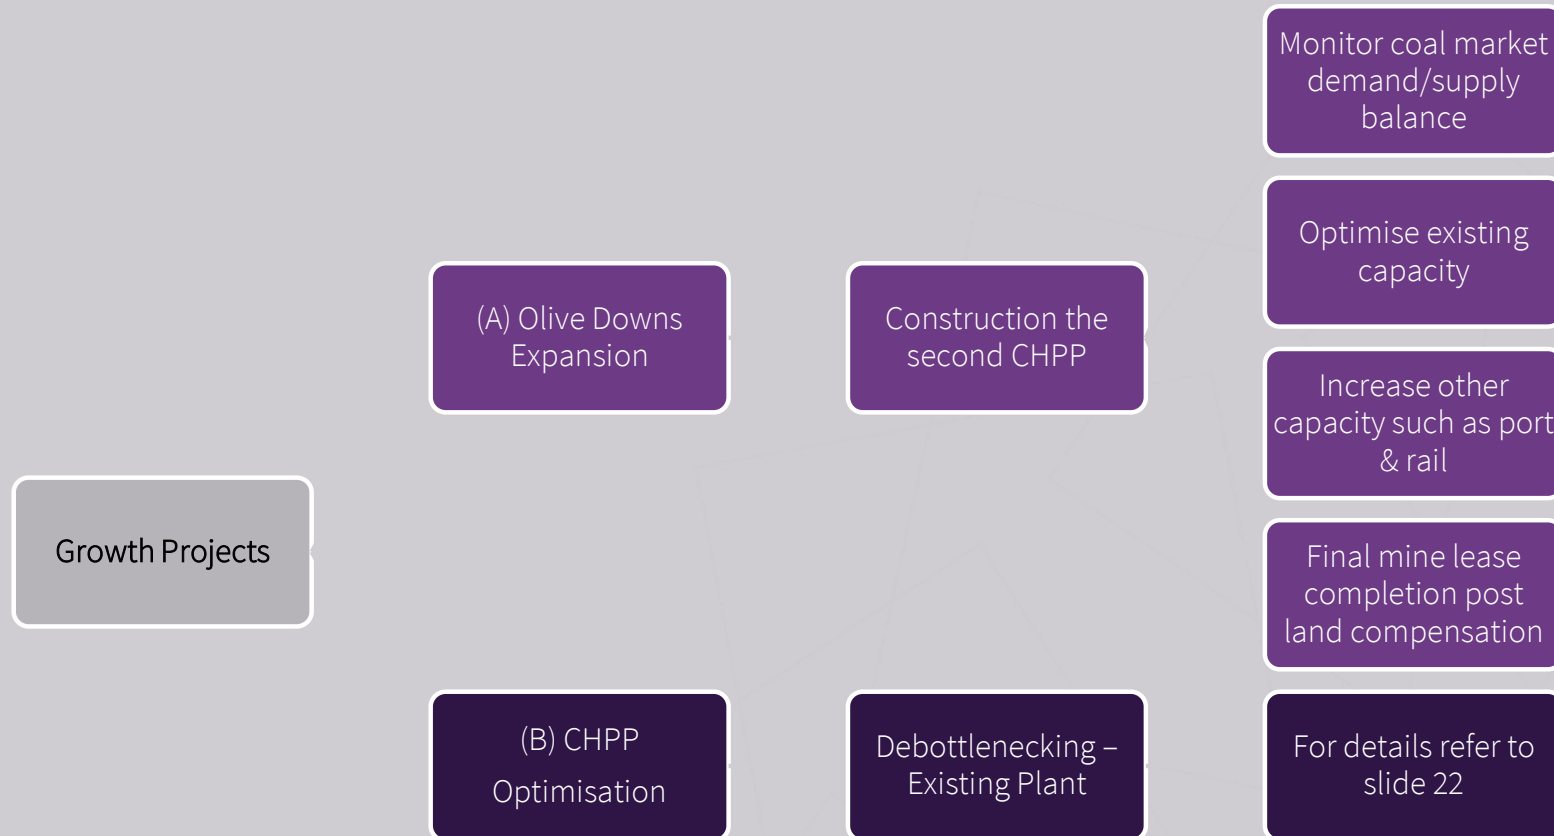 Growth Projects
(A) Olive Downs
Expansion
Construction the
second CHPP
Monitor coal market
demand/supply
balance
Optimise existing
capacity
Increase other
capacity such as port
& rail
Final mine lease
completion post
land compensation
(B) CHPP
Optimisation
Debottlenecking –
Existing Plant
For details refer to
slide 22